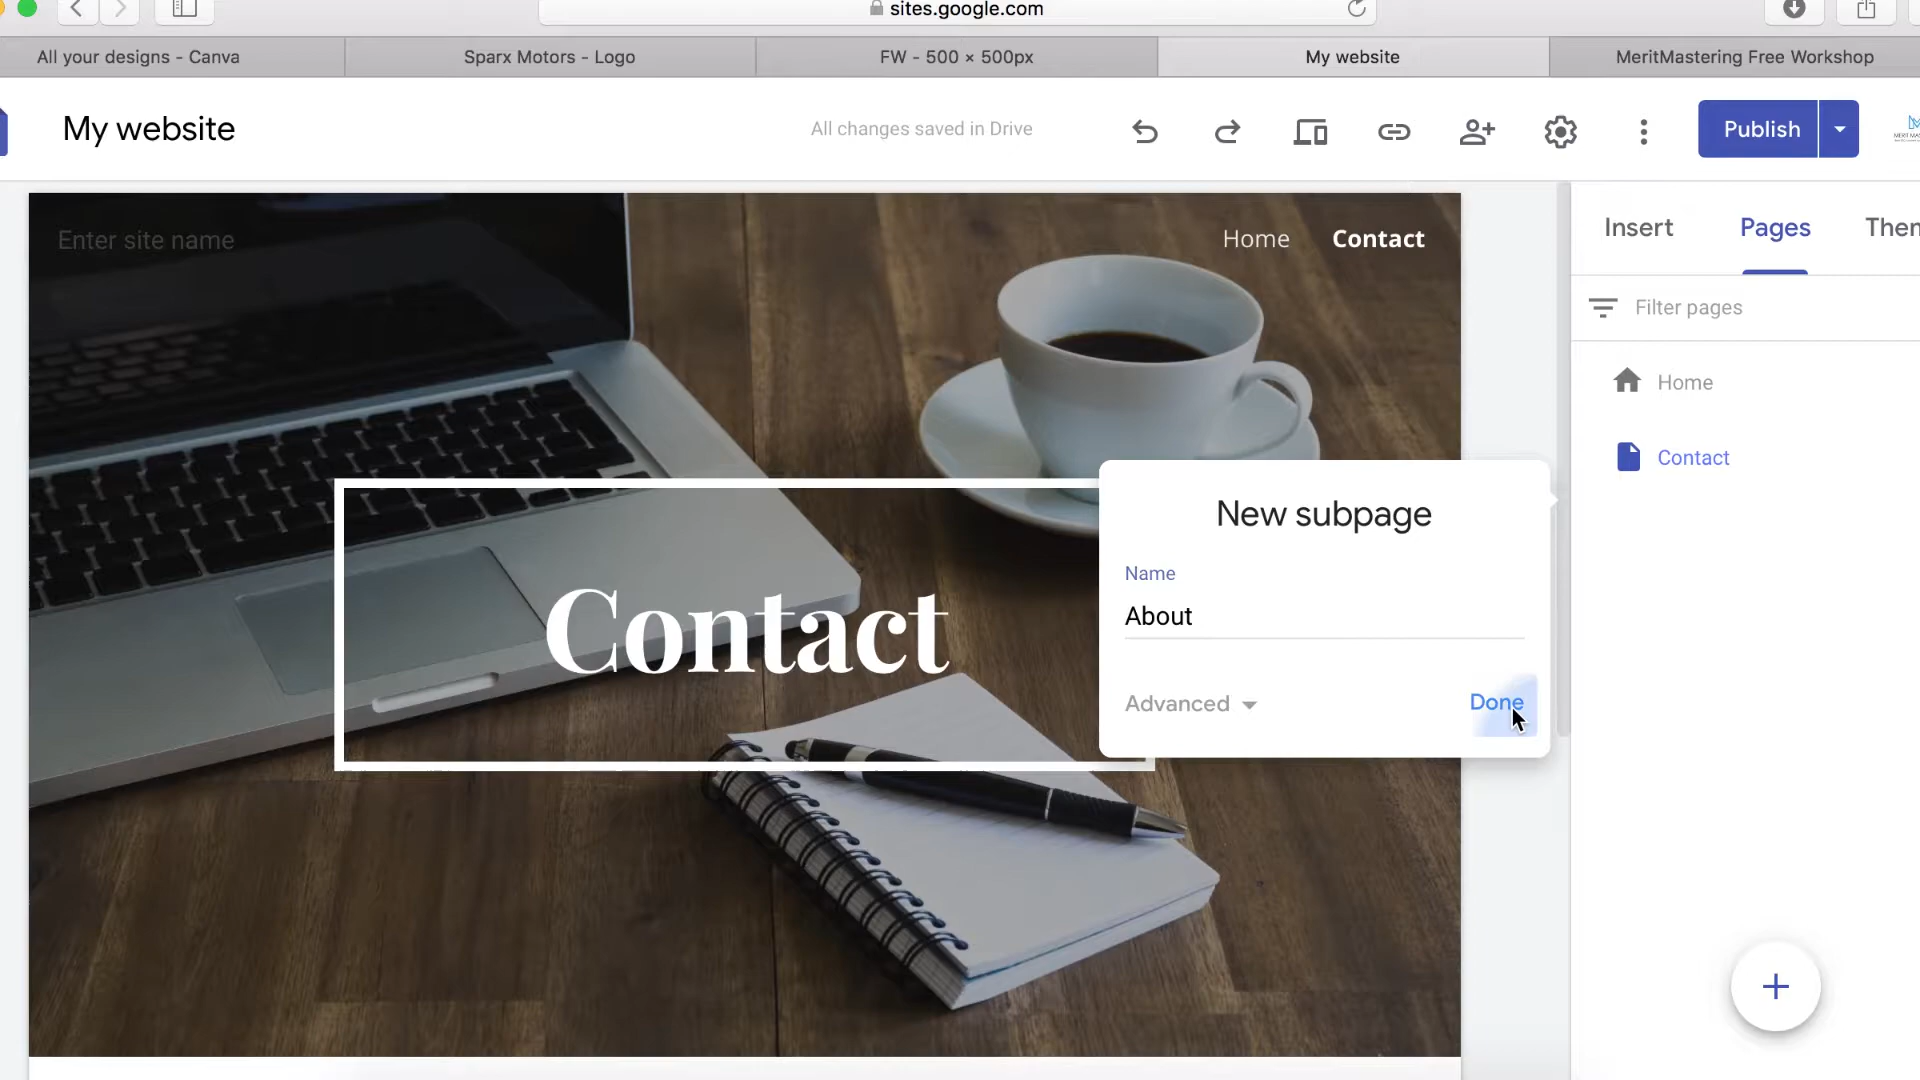 sites.google.com
All your designs - Canva
Sparx Motors - Logo
FW - 500 × 500px
My website
MeritMastering Free Workshop
My website
All changes saved in Drive
Publish
Insert
Pages
Enter site name
Home
Contact
Filter pages
Home
Contact
New subpage
Name
About
Advanced
Done
Contact